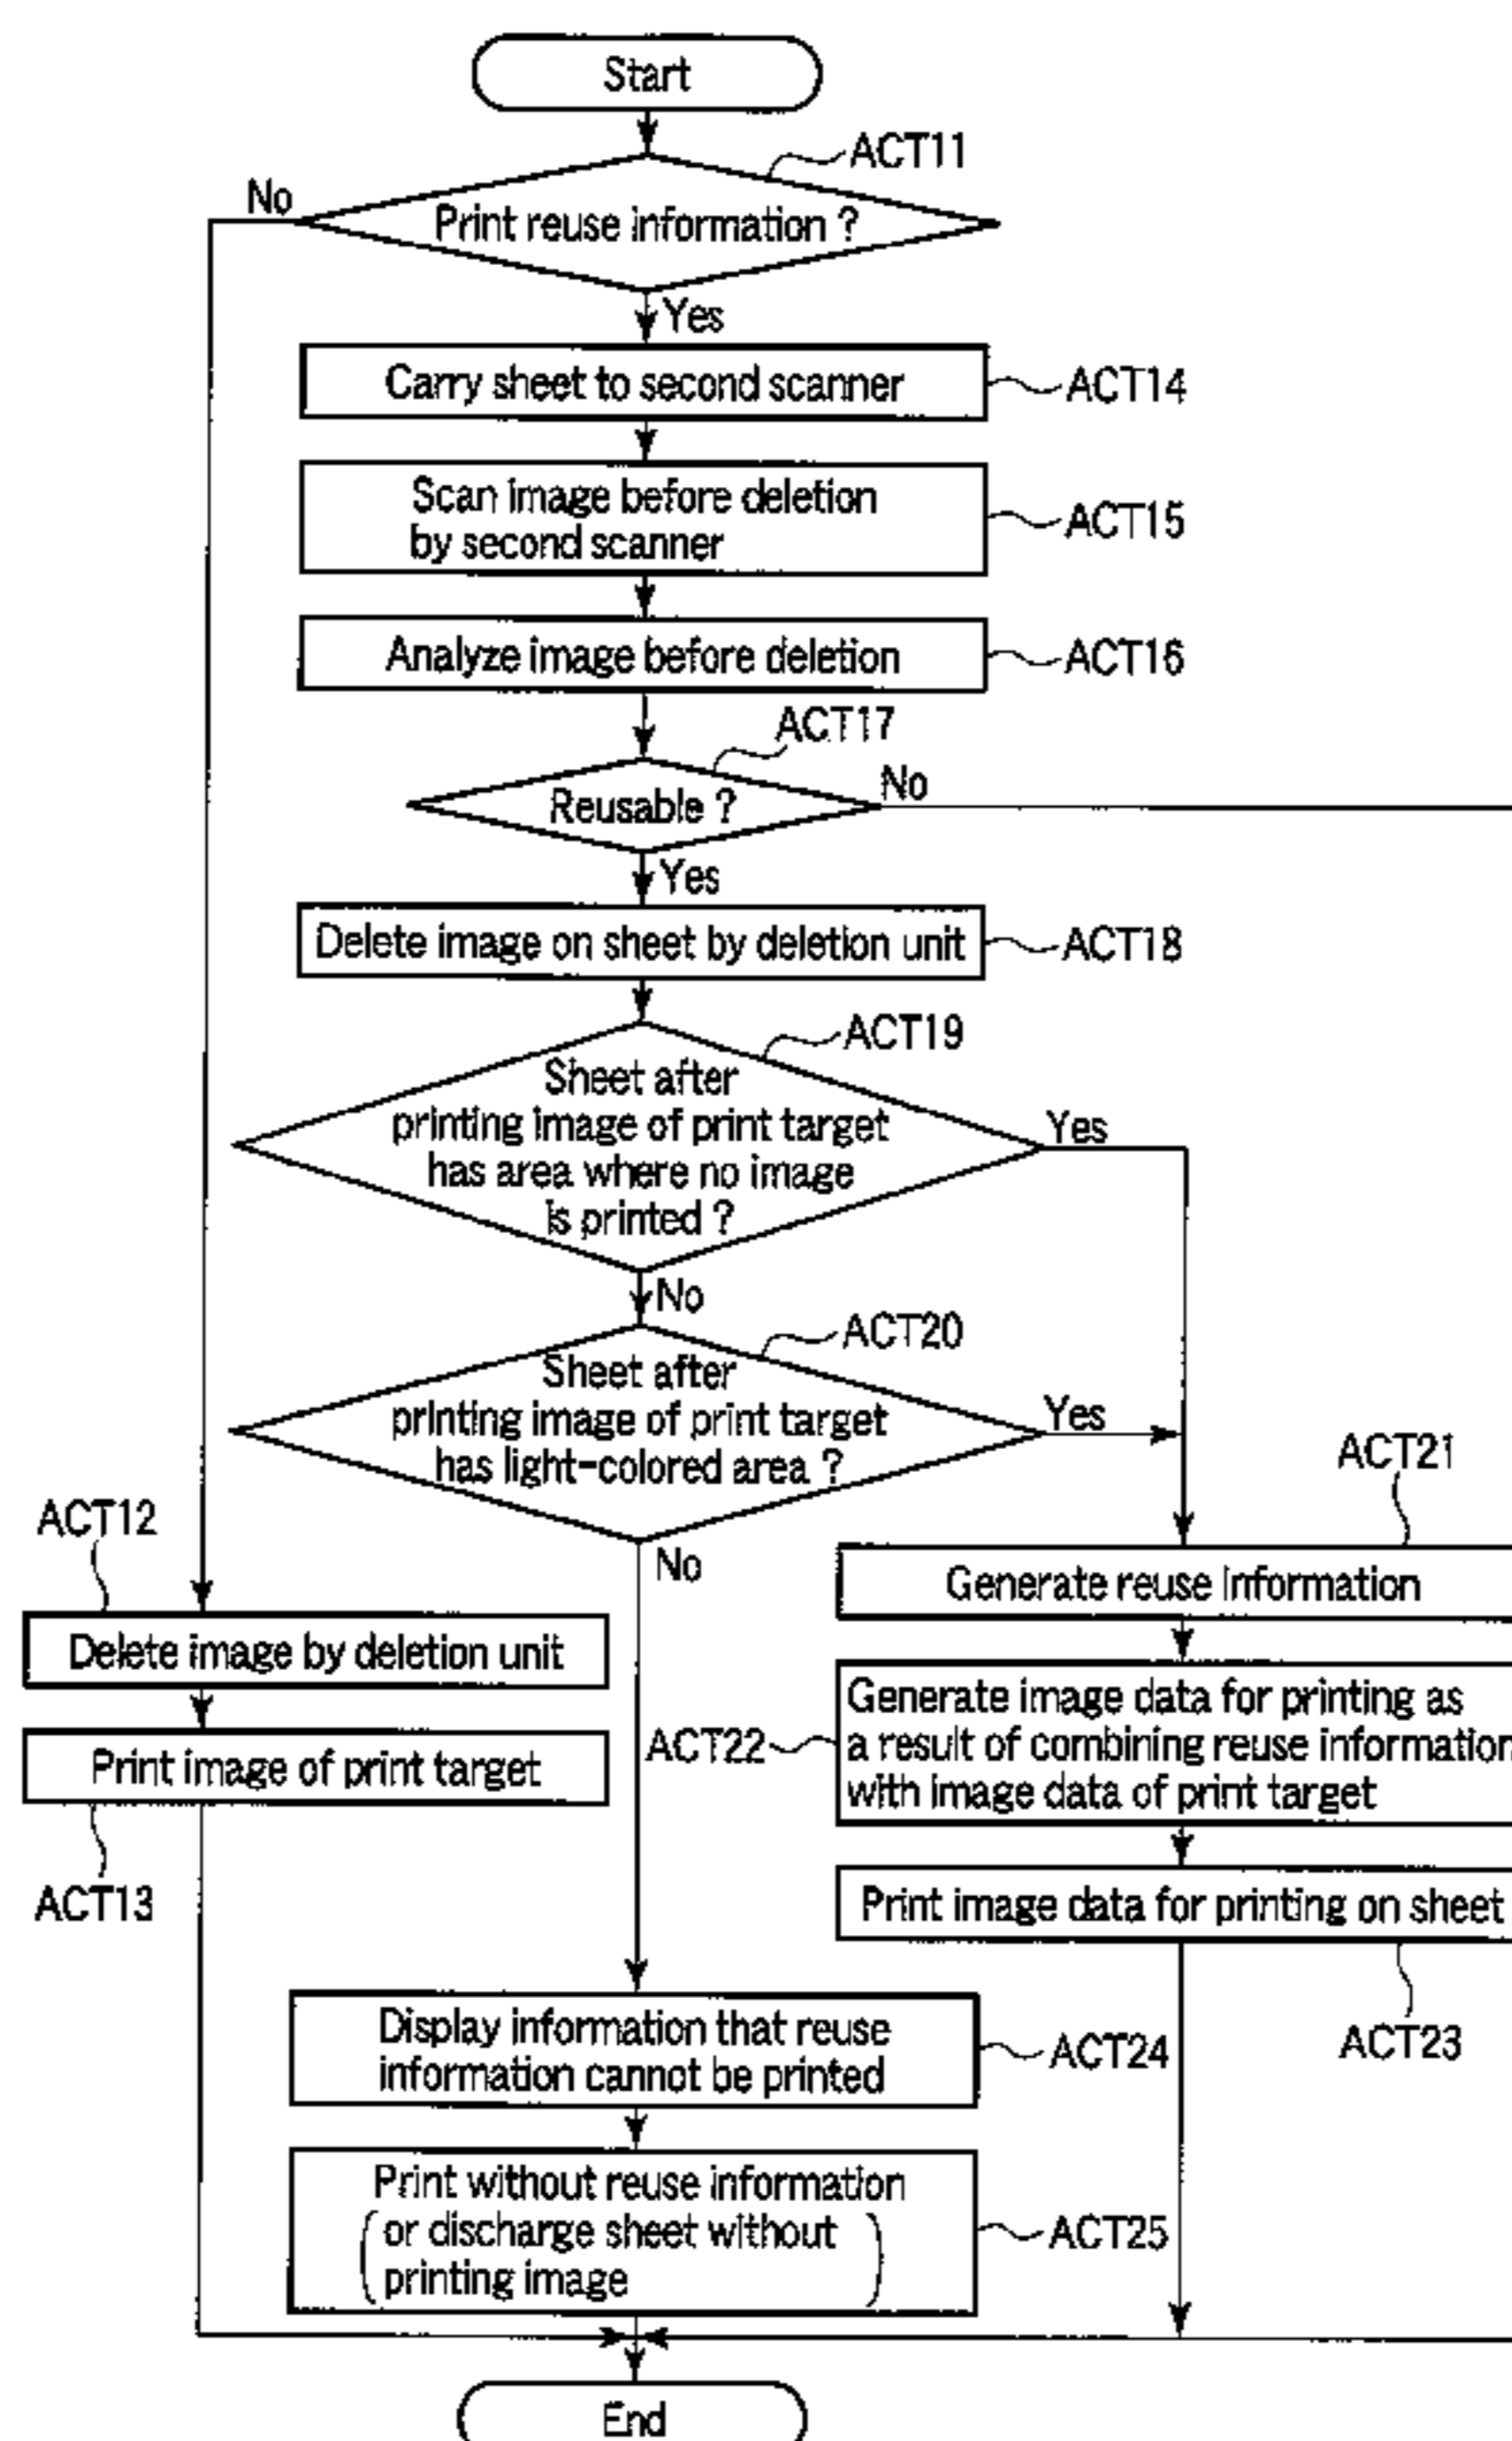 Start
ACT11
No
Print reuse information ?
Yes
Carry sheet to second scanner
ACT14
Scan image before deletion
by second scanner
ACT15
Analyze image before deletion
ACT16
ACT17
Reusable ?
No
Yes
Delete image on sheet by deletion unit
ACT18
ACT19
Sheet after
printing image of print target
has area where no image
is printed ?
Yes
No
ACT20
Sheet after
printing image of print target
has light-colored area ?
Yes
No
ACT21
Generate reuse information
ACT12
Delete image by deletion unit
ACT22
Generate image data for printing as
a result of combining reuse information
with image data of print target
Print image of print target
ACT13
Print image data for printing on sheet
ACT23
Display information that reuse
information cannot be printed
ACT24
Print without reuse information
(or discharge sheet without
printing image)
ACT25
End